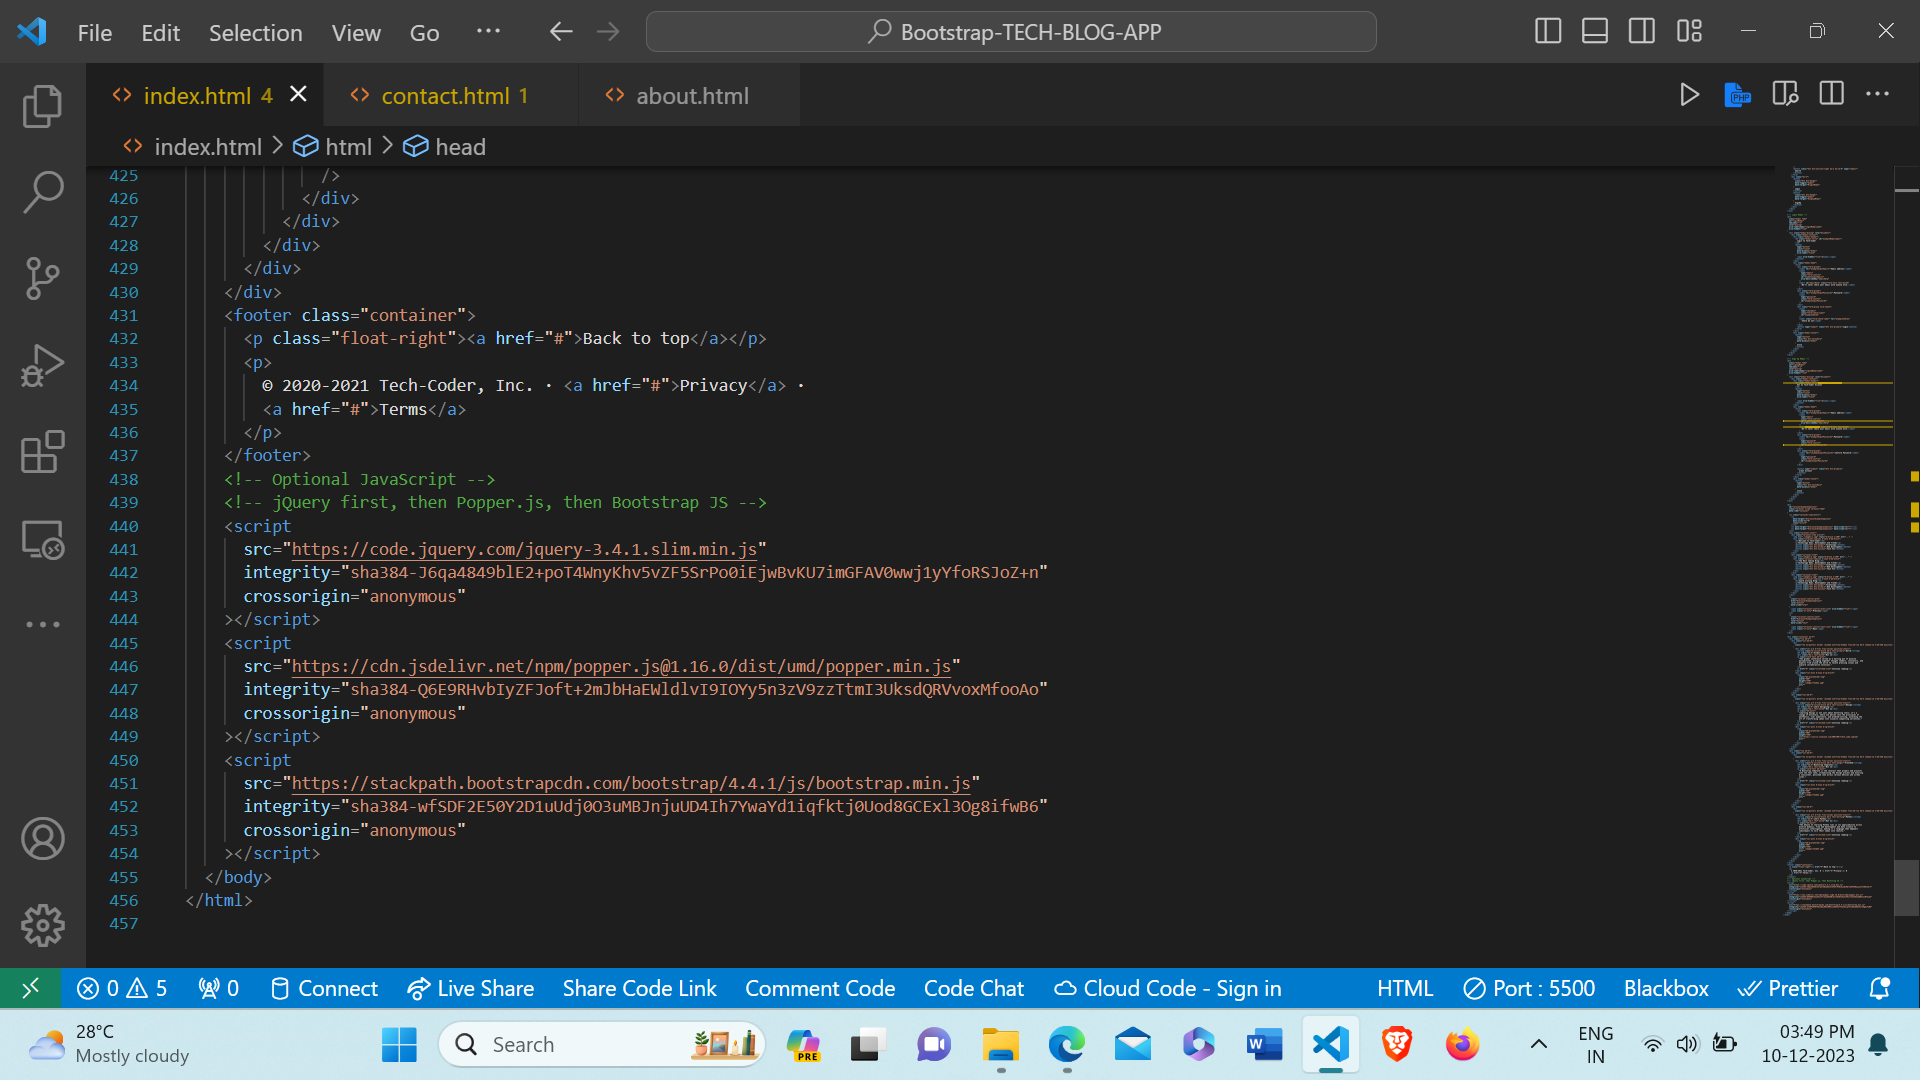 File Edit Selection View Go ··· Bootstrap-TECH-BLOG-APP
index.html 4 contact.html 1 about.html
index.html > html > head
425 />
426 </div>
427 </div>
428 </div>
429 </div>
430 </div>
431 <footer class="container">
432 <p class="float-right"><a href="#">Back to top</a></p>
433 <p>
434 © 2020-2021 Tech-Coder, Inc. · <a href="#">Privacy</a> ·
435 <a href="#">Terms</a>
436 </p>
437 </footer>
438 <!-- Optional JavaScript -->
439 <!-- jQuery first, then Popper.js, then Bootstrap JS -->
440 <script
441 src="https://code.jquery.com/jquery-3.4.1.slim.min.js"
442 integrity="sha384-J6qa4849blE2+poT4WnyKhv5vZF5SrPo0iEjwBvKU7imGFAV0wwj1yYfoRSJoZ+n"
443 crossorigin="anonymous"
444 ></script>
445 <script
446 src="https://cdn.jsdelivr.net/npm/popper.js@1.16.0/dist/umd/popper.min.js"
447 integrity="sha384-Q6E9RHvbIyZFJoft+2mJbHaEWldlvI9IOYy5n3zV9zzTtmI3UksdQRVvoxMfooAo"
448 crossorigin="anonymous"
449 ></script>
450 <script
451 src="https://stackpath.bootstrapcdn.com/bootstrap/4.4.1/js/bootstrap.min.js"
452 integrity="sha384-wfSDF2E50Y2D1uUdj0O3uMBJnjuUD4Ih7YwaYd1iqfktj0Uod8GCExl3Og8ifwB6"
453 crossorigin="anonymous"
454 ></script>
455 </body>
456 </html>
457
0 5 0 Connect Live Share Share Code Link Comment Code Code Chat Cloud Code - Sign in HTML Port : 5500 Blackbox Prettier
28°C
Mostly cloudy
Search
PRE
ENG
IN
03:49 PM
10-12-2023